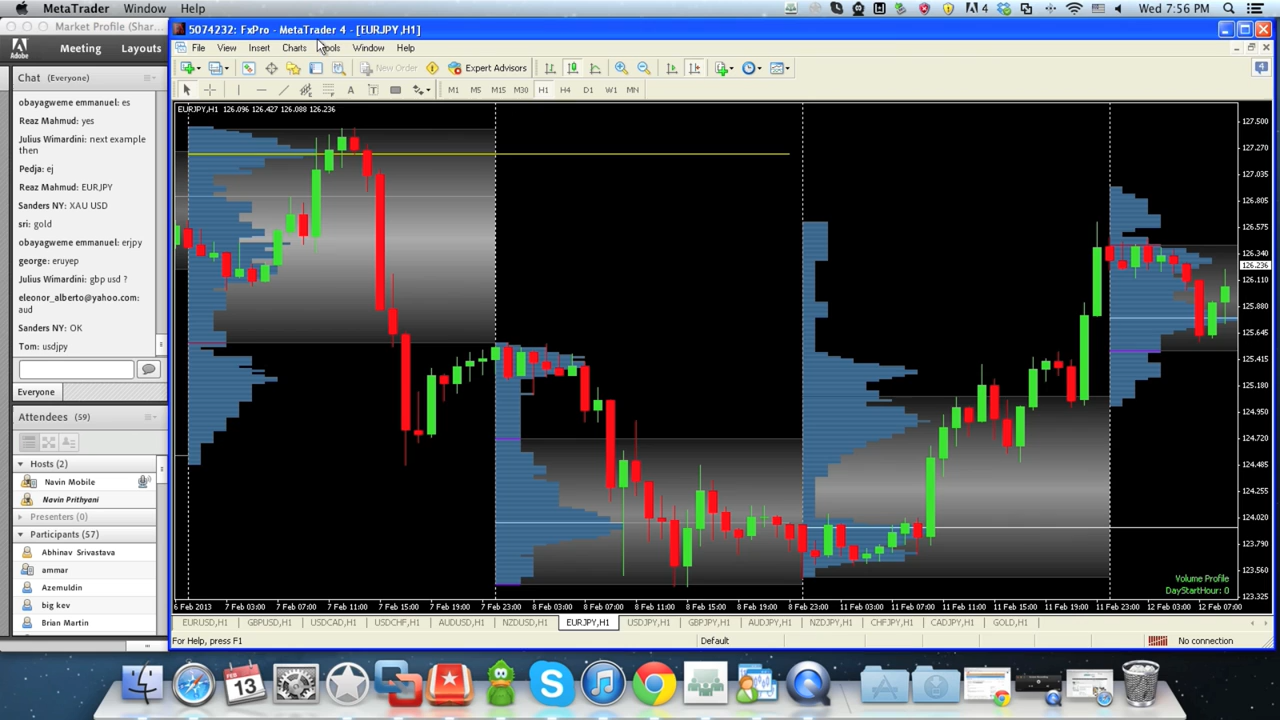 MetaTrader Window Help
4 Wed 7:56 PM
Market Profile (Shar...
5074232: FxPro - MetaTrader 4 - [EURJPY,H1]
Adobe
Meeting Layouts
File View Insert Charts Tools Window Help
New Order Expert Advisors
4
M1 M5 M15 M30 H1 H4 D1 W1 MN
Chat (Everyone)
obayagweme emmanuel: es
Reaz Mahmud: yes
Julius Wimardini: next example
then
Pedja: ej
Reaz Mahmud: EURJPY
Sanders NY: XAU USD
sri: gold
obayagweme emmanuel: erjpy
george: eruyep
Julius Wimardini: gbp usd ?
eleonor_alberto@yahoo.com:
aud
Sanders NY: OK
Tom: usdjpy
Everyone
Attendees (59)
Hosts (2)
Navin Mobile
Navin Prithyani
Presenters (0)
Participants (57)
Abhinav Srivastava
ammar
Azemuldin
big kev
Brian Martin
EURJPY,H1 126.096 126.427 126.088 126.236
127.500
127.270
127.035
126.805
126.575
126.236
126.110
125.880
125.645
125.415
125.180
124.950
124.720
124.485
124.255
124.020
123.790
123.560
123.325
Volume Profile
DayStartHour: 0
6 Feb 2013 7 Feb 03:00 7 Feb 07:00 7 Feb 11:00 7 Feb 15:00 7 Feb 19:00 7 Feb 23:00 8 Feb 03:00 8 Feb 07:00 8 Feb 11:00 8 Feb 15:00 8 Feb 19:00 8 Feb 23:00 11 Feb 03:00 11 Feb 07:00 11 Feb 11:00 11 Feb 15:00 11 Feb 19:00 11 Feb 23:00 12 Feb 03:00 12 Feb 07:00
EURUSD,H1 GBPUSD,H1 USDCAD,H1 USDCHF,H1 AUDUSD,H1 NZDUSD,H1 EURJPY,H1 USDJPY,H1 GBPJPY,H1 AUDJPY,H1 NZDJPY,H1 CHFJPY,H1 CADJPY,H1 GOLD,H1
For Help, press F1 Default No connection
FEB
13